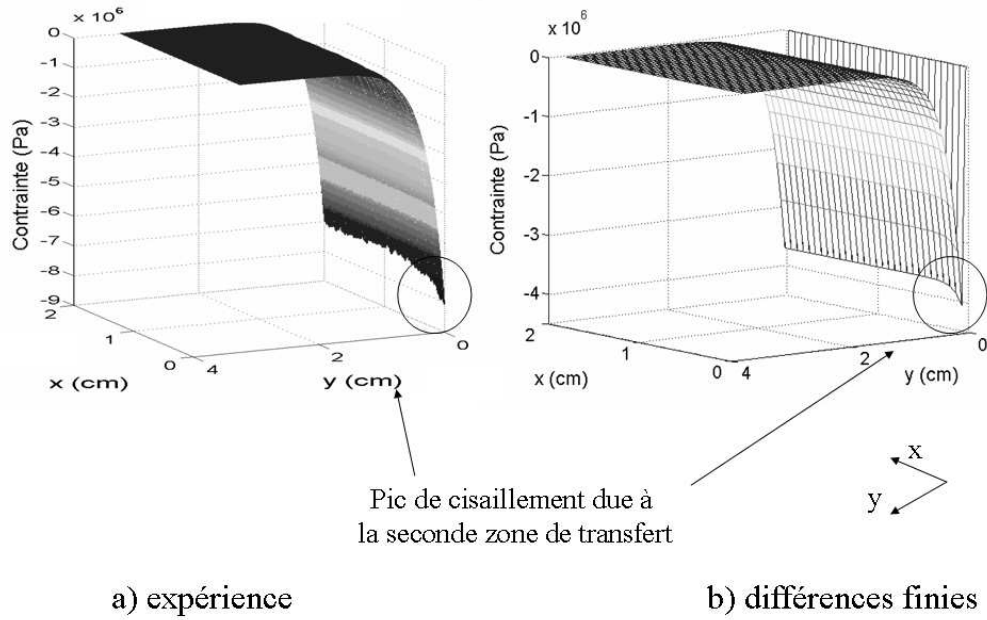 x 10⁶
0
-1
-2
-3
-4
-5
-6
-7
-8
-9
Contrainte (Pa)
2
1
0
x (cm)
4
2
0
y (cm)
x 10⁶
0
-1
-2
-3
-4
Contrainte (Pa)
2
1
0
x (cm)
4
2
0
y (cm)
Pic de cisaillement due à
la seconde zone de transfert
x
y
a) expérience
b) différences finies